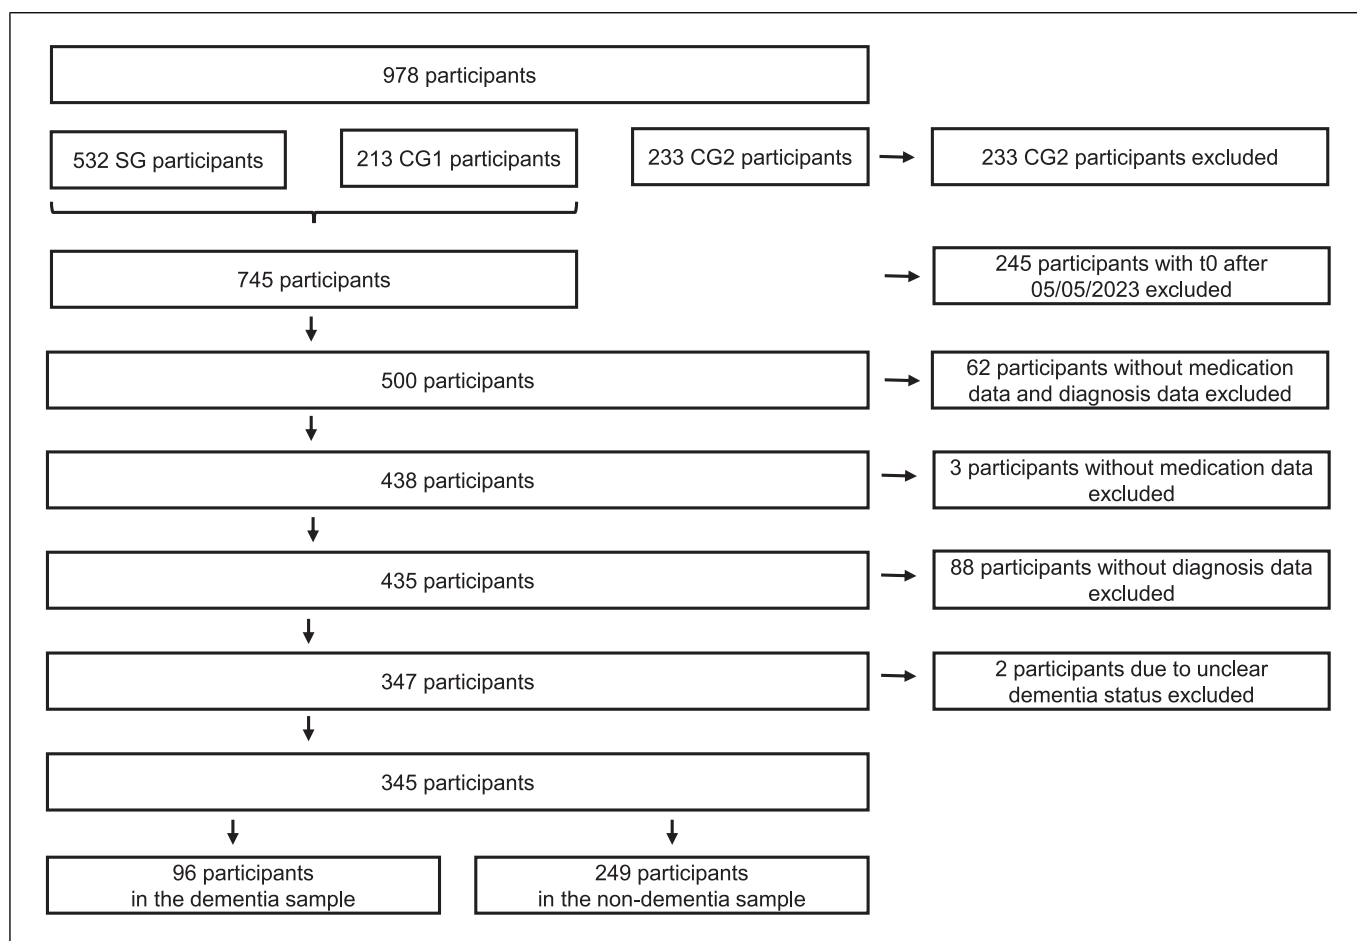 978 participants
532 SG participants
213 CG1 participants
233 CG2 participants
233 CG2 participants excluded
745 participants
245 participants with t0 after
05/05/2023 excluded
500 participants
62 participants without medication
data and diagnosis data excluded
438 participants
3 participants without medication data
excluded
435 participants
88 participants without diagnosis data
excluded
347 participants
2 participants due to unclear
dementia status excluded
345 participants
96 participants
in the dementia sample
249 participants
in the non-dementia sample